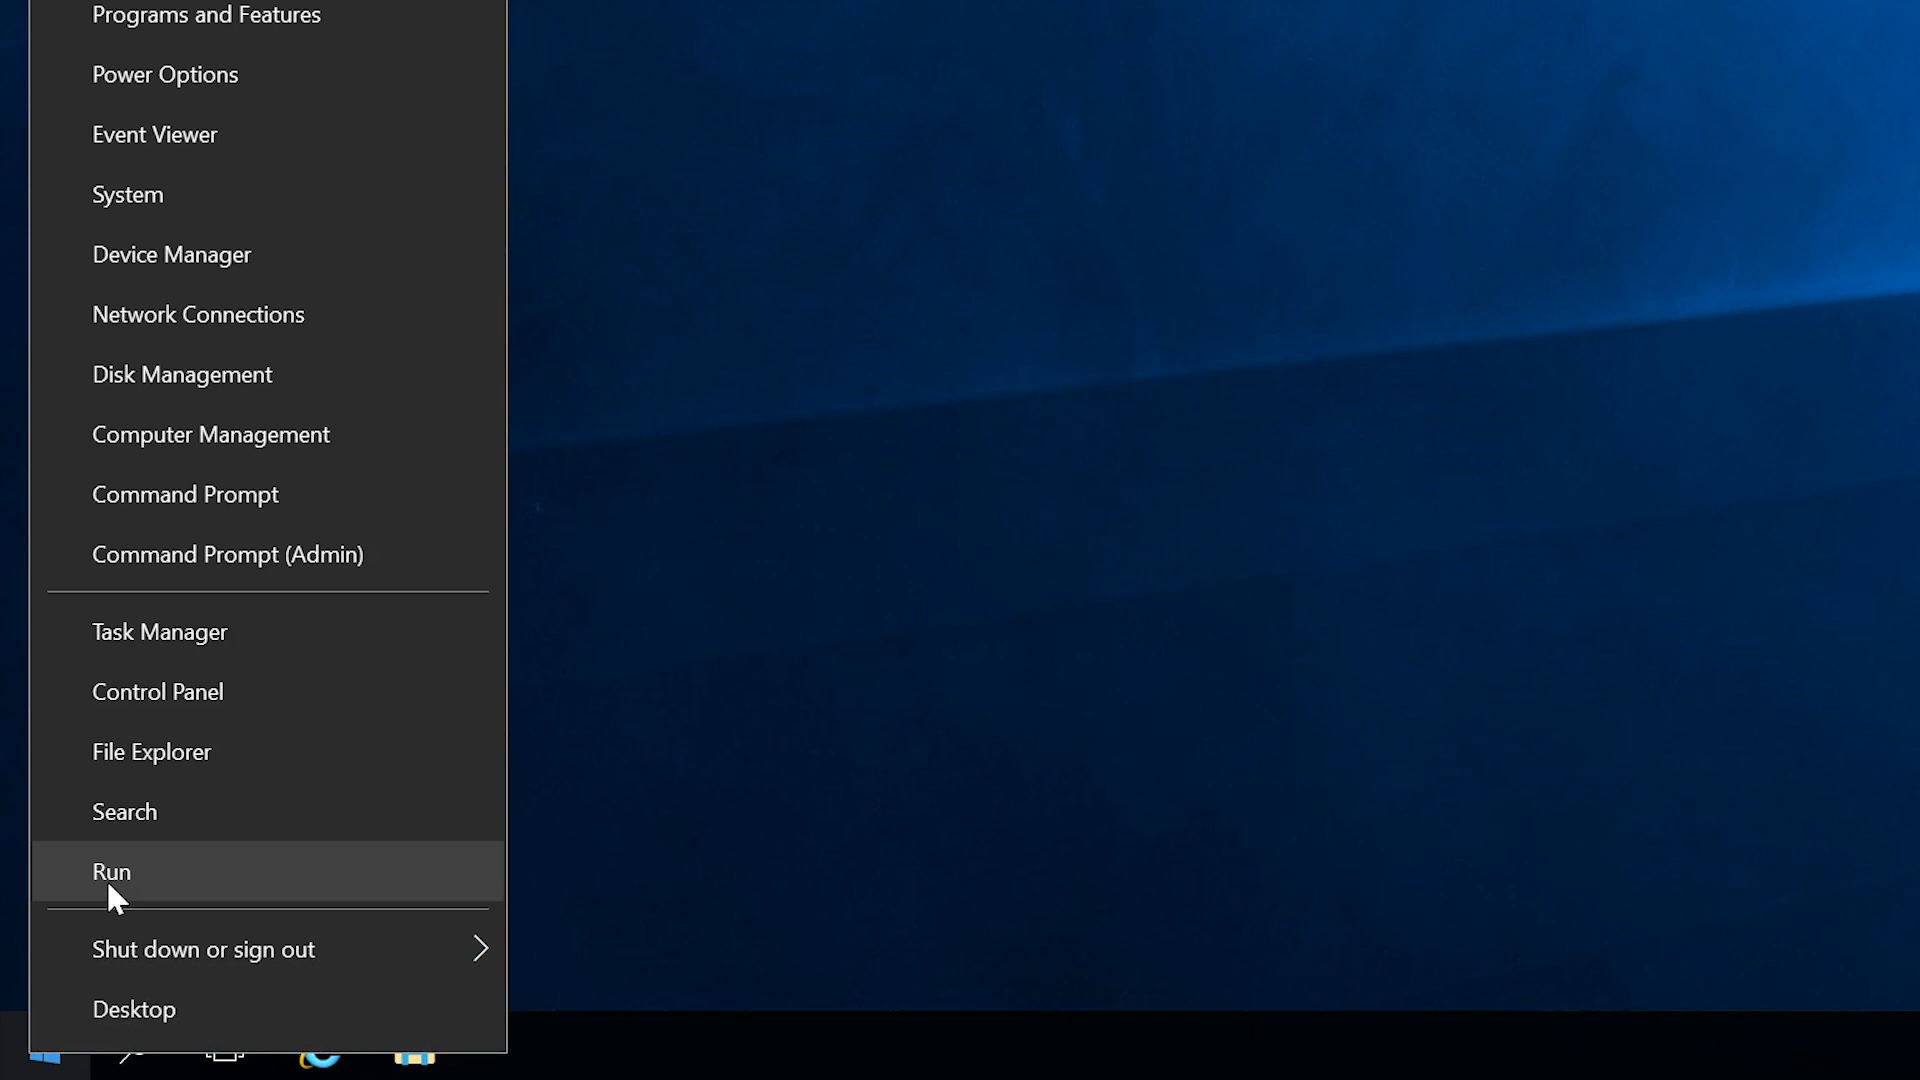 Programs and Features
Power Options
Event Viewer
System
Device Manager
Network Connections
Disk Management
Computer Management
Command Prompt
Command Prompt (Admin)
Task Manager
Control Panel
File Explorer
Search
Run
Shut down or sign out
Desktop